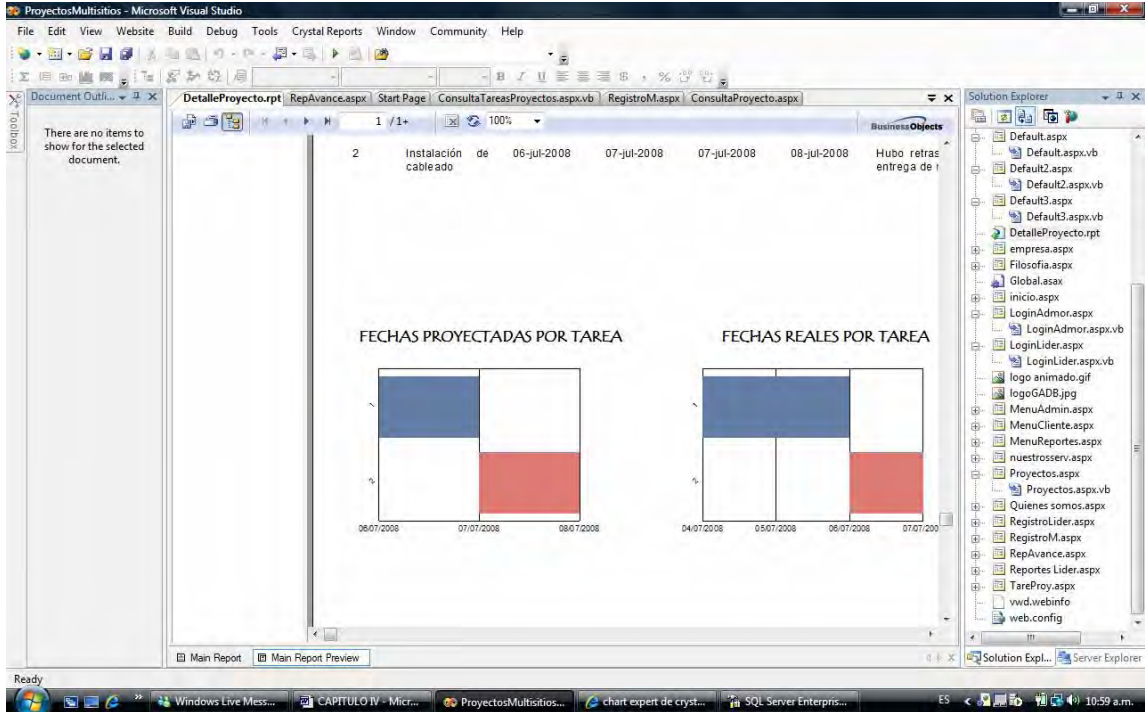 ProyectosMultisitios - Microsoft Visual Studio
File Edit View Website Build Debug Tools Crystal Reports Window Community Help
Document Outli...
DetalleProyecto.rpt RepAvance.aspx Start Page ConsultaTareasProyectos.aspx.vb RegistroM.aspx ConsultaProyecto.aspx
Solution Explorer
Toolbox
There are no items to
show for the selected
document.
1 /1+ 100%
BusinessObjects
2 Instalación de 06-jul-2008 07-jul-2008 07-jul-2008 08-jul-2008 Hubo retras
cableado entrega de
FECHAS PROYECTADAS POR TAREA
1
2
06/07/2008 07/07/2008 08/07/2008
FECHAS REALES POR TAREA
1
2
04/07/2008 05/07/2008 06/07/2008 07/07/200
Default.aspx
Default.aspx.vb
Default2.aspx
Default2.aspx.vb
Default3.aspx
Default3.aspx.vb
DetalleProyecto.rpt
empresa.aspx
Filosofia.aspx
Global.asax
inicio.aspx
LoginAdmor.aspx
LoginAdmor.aspx.vb
LoginLider.aspx
LoginLider.aspx.vb
logo animado.gif
logoGADB.jpg
MenuAdmin.aspx
MenuCliente.aspx
MenuReportes.aspx
nuestrosserv.aspx
Proyectos.aspx
Proyectos.aspx.vb
Quienes somos.aspx
RegistroLider.aspx
RegistroM.aspx
RepAvance.aspx
Reportes Lider.aspx
TareProy.aspx
vwd.webinfo
web.config
Main Report Main Report Preview
Solution Expl... Server Explorer
Ready
Windows Live Mess... CAPITULO IV - Micr... ProyectosMultisitios... chart expert de cryst... SQL Server Enterpris... ES 10:59 a.m.